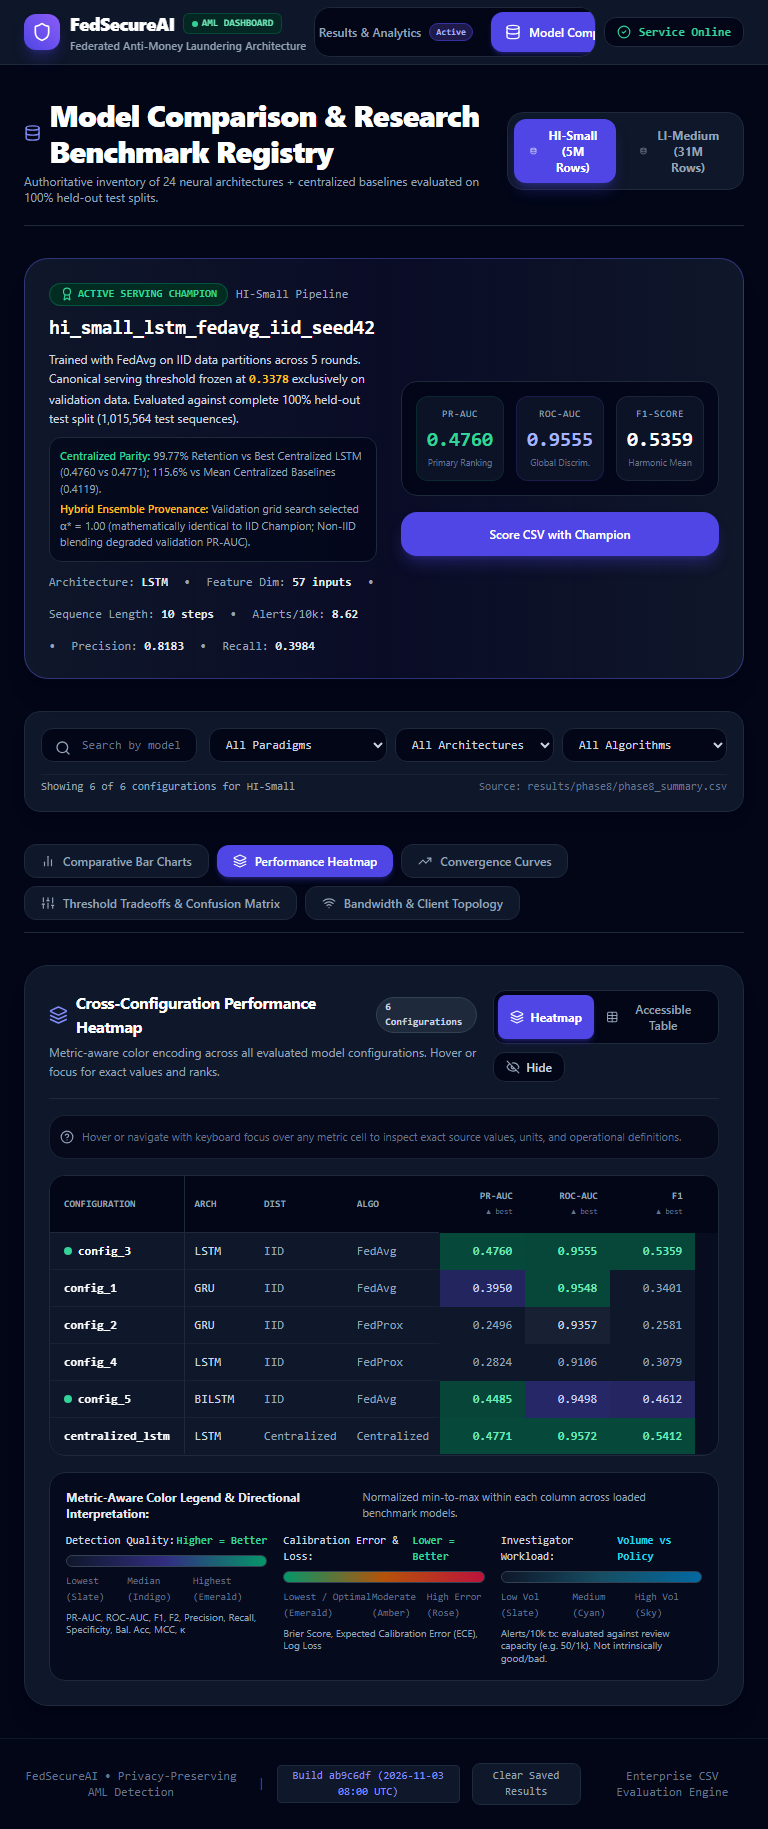 FedSecureAI
AML DASHBOARD
Federated Anti-Money Laundering Architecture
Results & Analytics
Active
Model Comp
Service Online
Model Comparison & Research
Benchmark Registry
Authoritative inventory of 24 neural architectures + centralized baselines evaluated on
100% held-out test splits.
HI-Small
(5M
Rows)
LI-Medium
(31M
Rows)
ACTIVE SERVING CHAMPION
HI-Small Pipeline
hi_small_lstm_fedavg_iid_seed42
Trained with FedAvg on IID data partitions across 5 rounds.
Canonical serving threshold frozen at 0.3378 exclusively on
validation data. Evaluated against complete 100% held-out
test split (1,015,564 test sequences).
Centralized Parity: 99.77% Retention vs Best Centralized LSTM
(0.4760 vs 0.4771); 115.6% vs Mean Centralized Baselines
(0.4119).
Hybrid Ensemble Provenance: Validation grid search selected
α* = 1.00 (mathematically identical to IID Champion; Non-IID
blending degraded validation PR-AUC).
Architecture: LSTM • Feature Dim: 57 inputs •
Sequence Length: 10 steps • Alerts/10k: 8.62
• Precision: 0.8183 • Recall: 0.3984
PR-AUC
0.4760
Primary Ranking
ROC-AUC
0.9555
Global Discrim.
F1-SCORE
0.5359
Harmonic Mean
Score CSV with Champion
Search by model
All Paradigms
All Architectures
All Algorithms
Showing 6 of 6 configurations for HI-Small
Source: results/phase8/phase8_summary.csv
Comparative Bar Charts
Performance Heatmap
Convergence Curves
Threshold Tradeoffs & Confusion Matrix
Bandwidth & Client Topology
Cross-Configuration Performance
Heatmap
6
Configurations
Metric-aware color encoding across all evaluated model configurations. Hover or
focus for exact values and ranks.
Heatmap
Accessible
Table
Hide
Hover or navigate with keyboard focus over any metric cell to inspect exact source values, units, and operational definitions.
CONFIGURATION ARCH DIST ALGO PR-AUC ROC-AUC F1
▲ best ▲ best ▲ best
config_3 LSTM IID FedAvg 0.4760 0.9555 0.5359
config_1 GRU IID FedAvg 0.3950 0.9548 0.3401
config_2 GRU IID FedProx 0.2496 0.9357 0.2581
config_4 LSTM IID FedProx 0.2824 0.9106 0.3079
config_5 BILSTM IID FedAvg 0.4485 0.9498 0.4612
centralized_lstm LSTM Centralized Centralized 0.4771 0.9572 0.5412
Metric-Aware Color Legend & Directional
Interpretation:
Normalized min-to-max within each column across loaded
benchmark models.
Detection Quality: Higher = Better
Lowest
(Slate)
Median
(Indigo)
Highest
(Emerald)
PR-AUC, ROC-AUC, F1, F2, Precision, Recall,
Specificity, Bal. Acc, MCC, κ
Calibration Error &
Loss:
Lower =
Better
Lowest / Optimal
(Emerald)
Moderate
(Amber)
High Error
(Rose)
Brier Score, Expected Calibration Error (ECE),
Log Loss
Investigator
Workload:
Volume vs
Policy
Low Vol
(Slate)
Medium
(Cyan)
High Vol
(Sky)
Alerts/10k tx: evaluated against review
capacity (e.g. 50/1k). Not intrinsically
good/bad.
FedSecureAI • Privacy-Preserving
AML Detection
|
Build ab9c6df (2026-11-03
08:00 UTC)
Clear Saved
Results
Enterprise CSV
Evaluation Engine